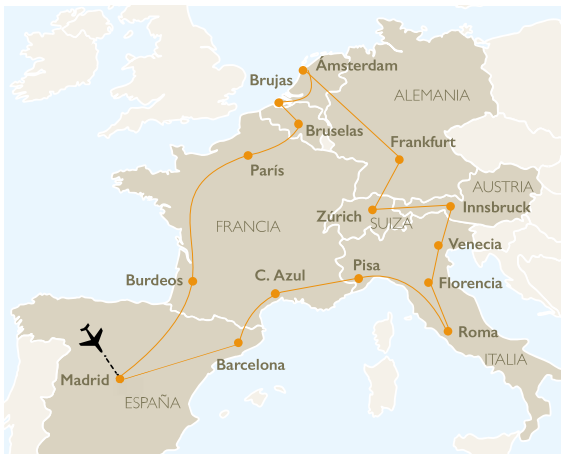 Ámsterdam
Brujas
ALEMANIA
Bruselas
Frankfurt
París
AUSTRIA
Innsbruck
Zúrich
SUIZA
FRANCIA
Venecia
Pisa
C. Azul
Burdeos
Florencia
Roma
ITALIA
Barcelona
Madrid
ESPAÑA